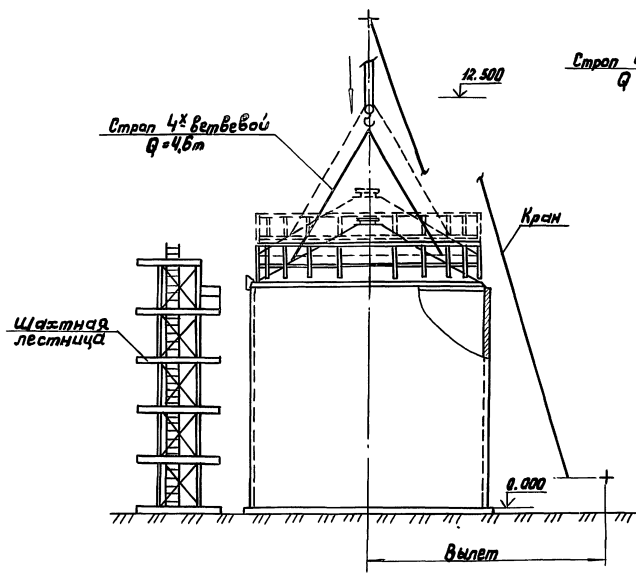 12.500
Строп
Q
Строп 4х ветвевой
Q = 4,6т
Кран
Шахтная
лестница
0.000
Вылет